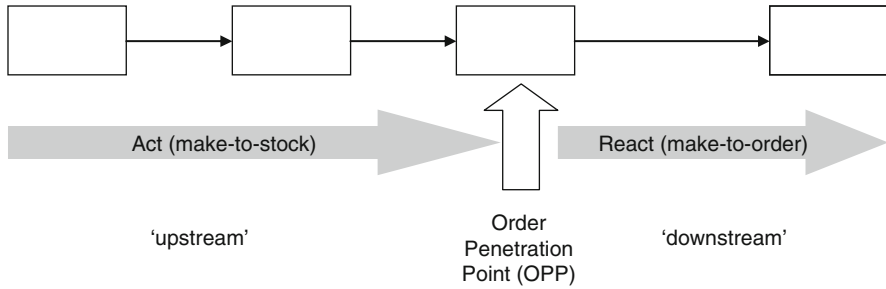 Act (make-to-stock)
React (make-to-order)
‘upstream’
Order
Penetration
Point (OPP)
‘downstream’